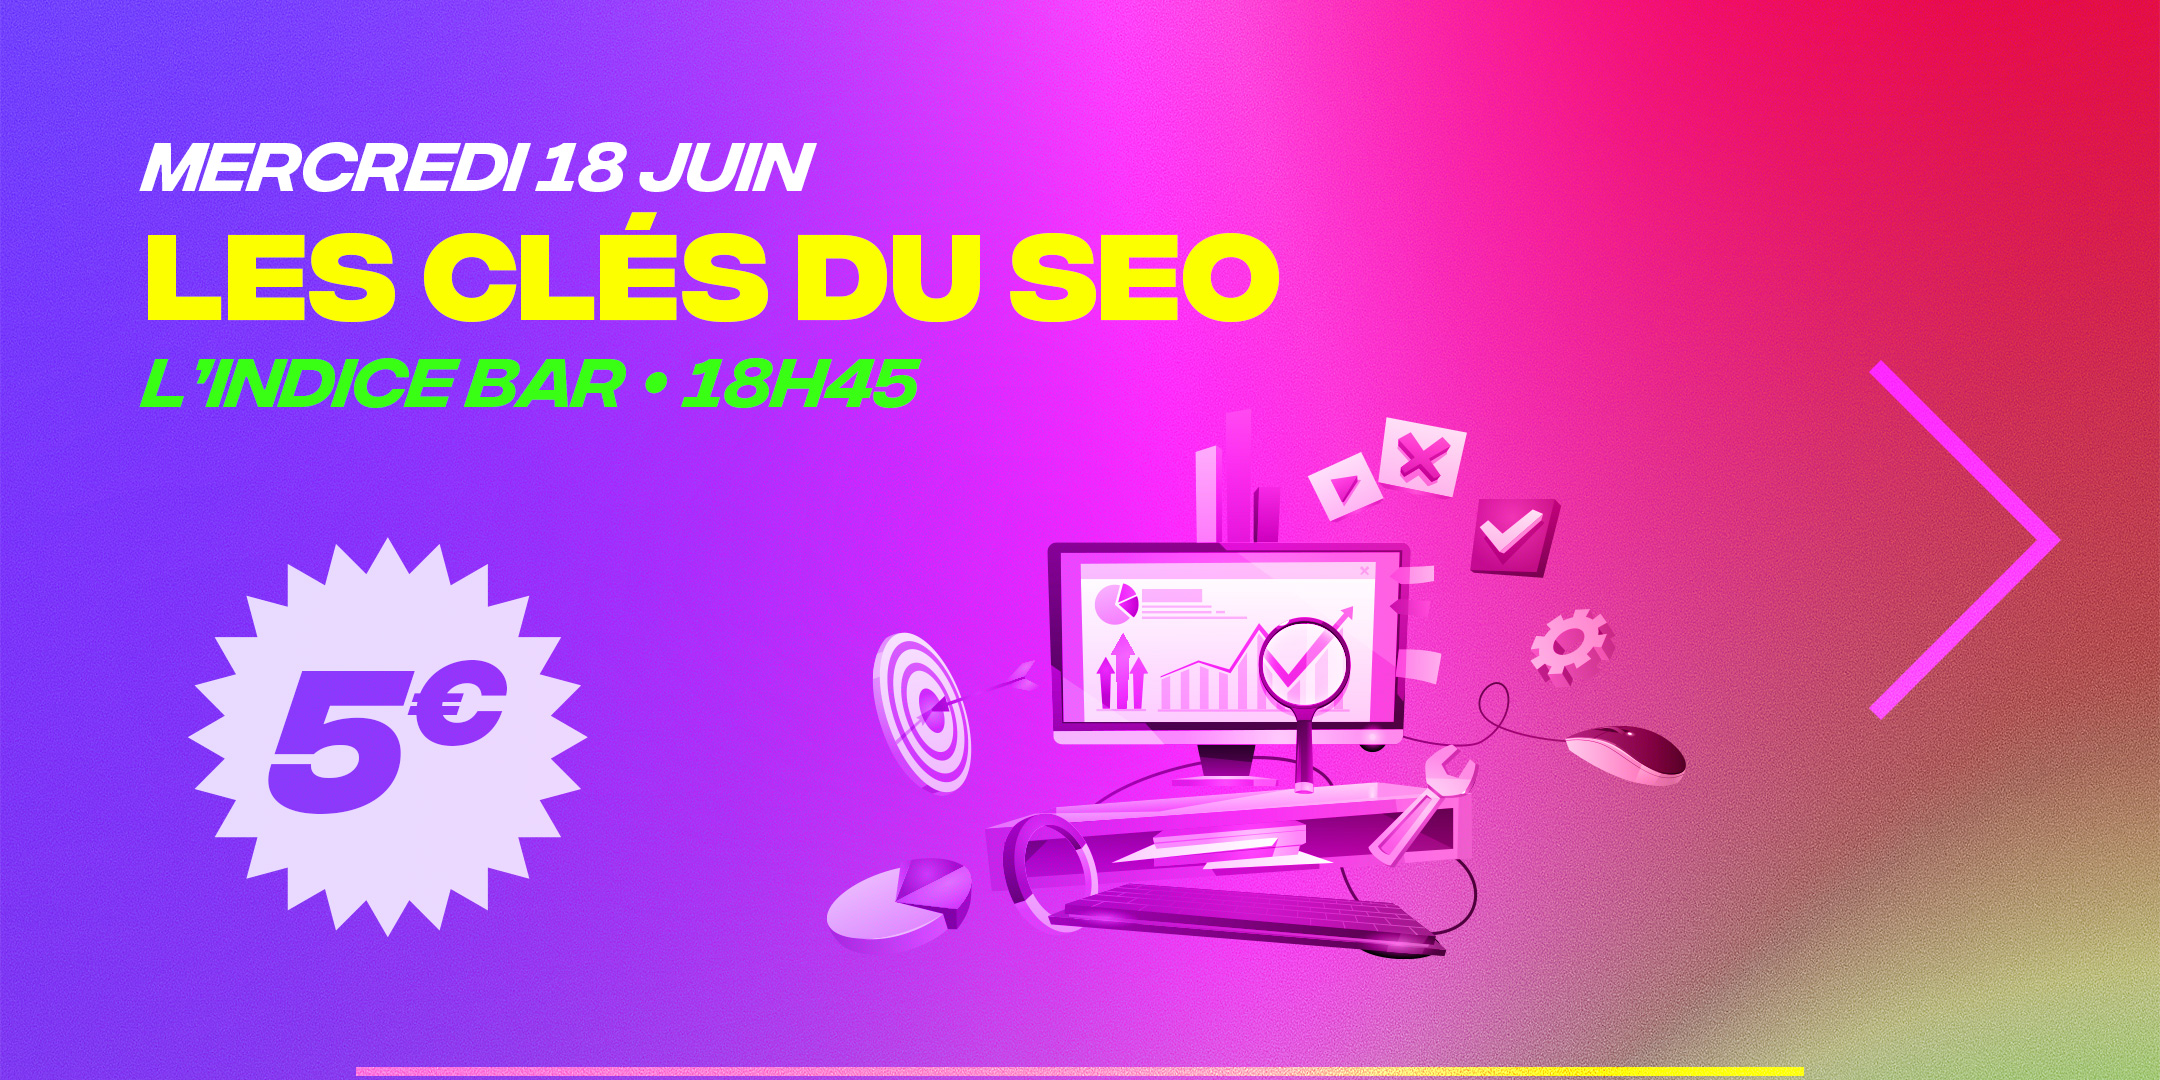 MERCREDI 18 JUIN
LES CLÉS DU SEO
L'INDICE BAR • 18H45
5€